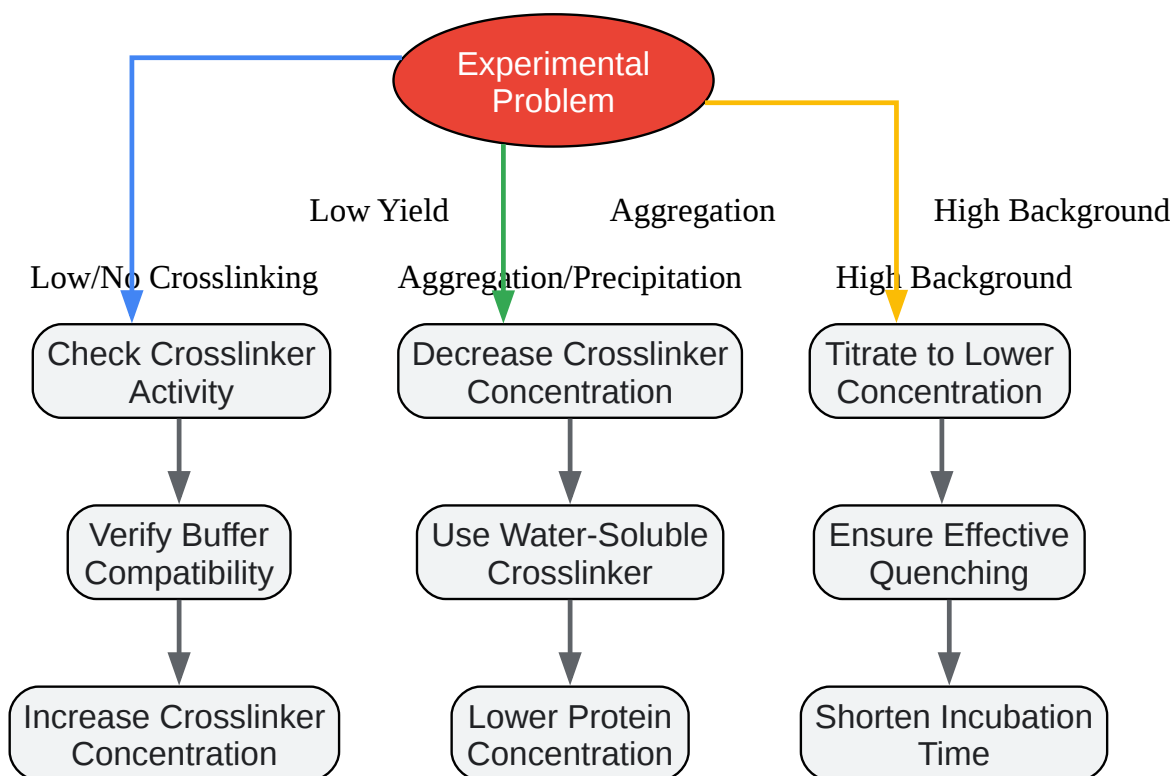 Experimental
Problem
Low Yield
Aggregation
High Background
Low/No Crosslinking
Aggregation/Precipitation
High Background
Check Crosslinker
Activity
Decrease Crosslinker
Concentration
Titrate to Lower
Concentration
Verify Buffer
Compatibility
Use Water-Soluble
Crosslinker
Ensure Effective
Quenching
Increase Crosslinker
Concentration
Lower Protein
Concentration
Shorten Incubation
Time